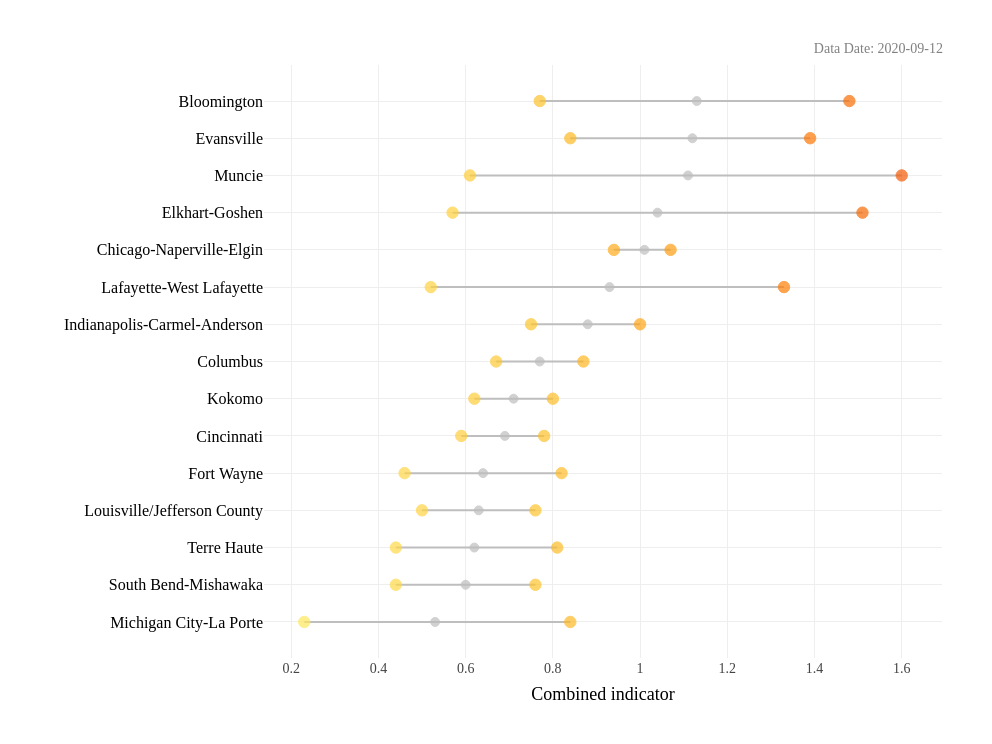 Data Date: 2020-09-12
Bloomington
Evansville
Muncie
Elkhart-Goshen
Chicago-Naperville-Elgin
Lafayette-West Lafayette
Indianapolis-Carmel-Anderson
Columbus
Kokomo
Cincinnati
Fort Wayne
Louisville/Jefferson County
Terre Haute
South Bend-Mishawaka
Michigan City-La Porte
0.2 0.4 0.6 0.8 1 1.2 1.4 1.6
Combined indicator